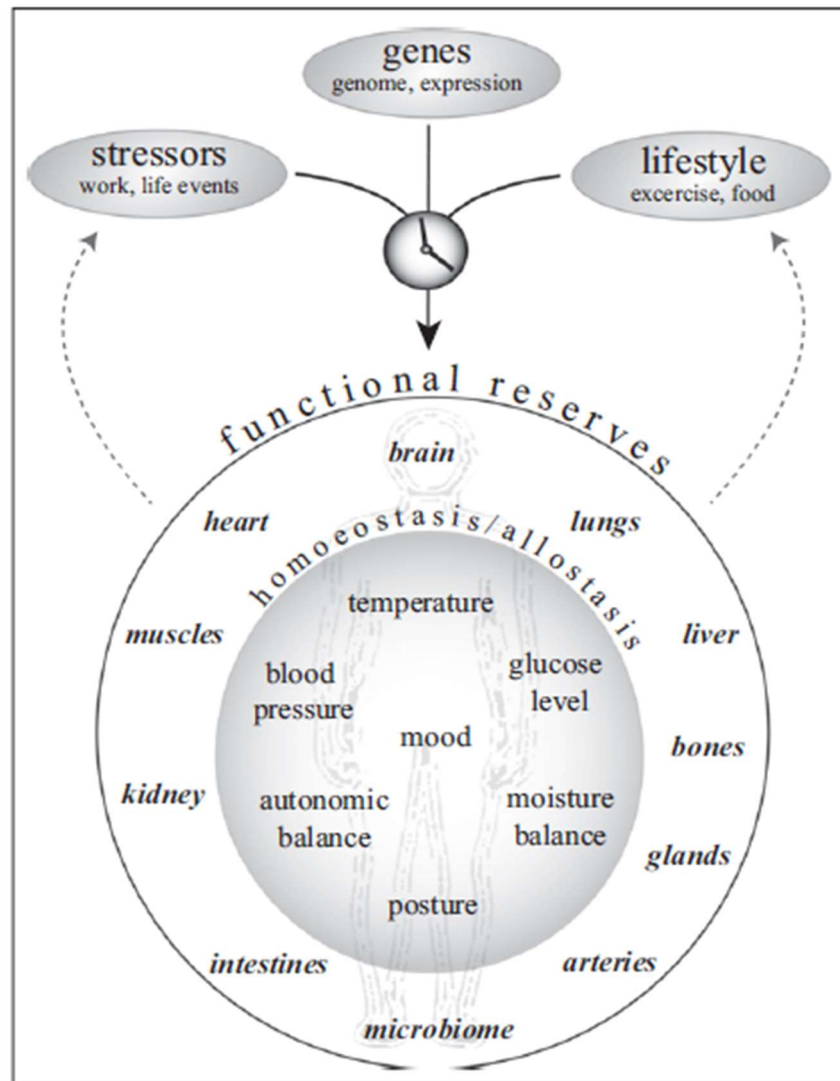 genes
genome, expression
stressors
work, life events
lifestyle
excercise, food
functional reserves
brain
heart
lungs
homoeostasis/allostasis
temperature
muscles
liver
blood
pressure
glucose
level
mood
bones
kidney
autonomic
balance
moisture
balance
glands
posture
intestines
arteries
microbiome